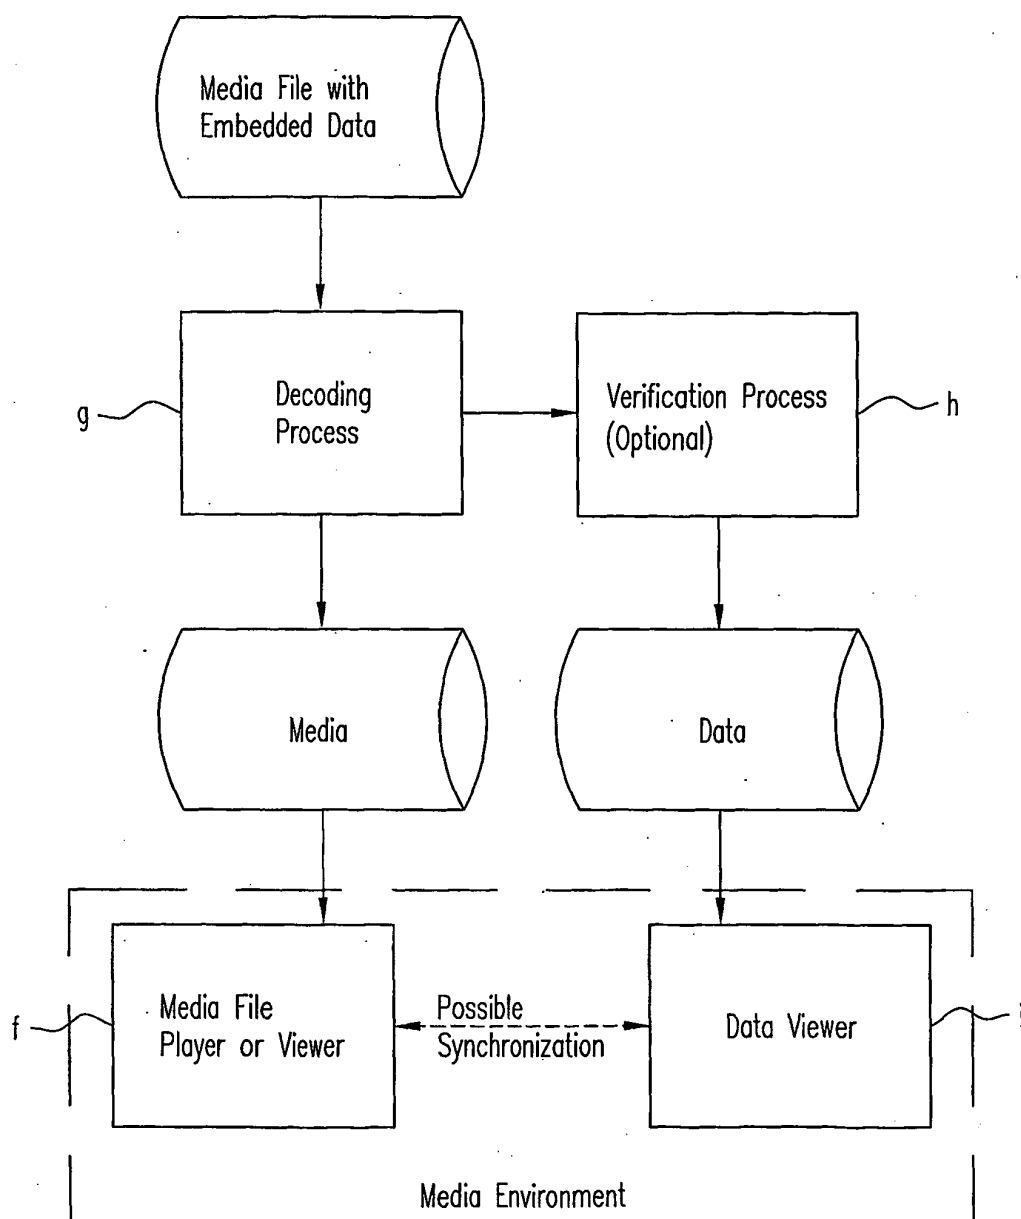 Media File with
Embedded Data
Decoding
Process
g
Verification Process
(Optional)
h
Media
Data
Media File
Player or Viewer
f
Possible
Synchronization
Data Viewer
i
Media Environment